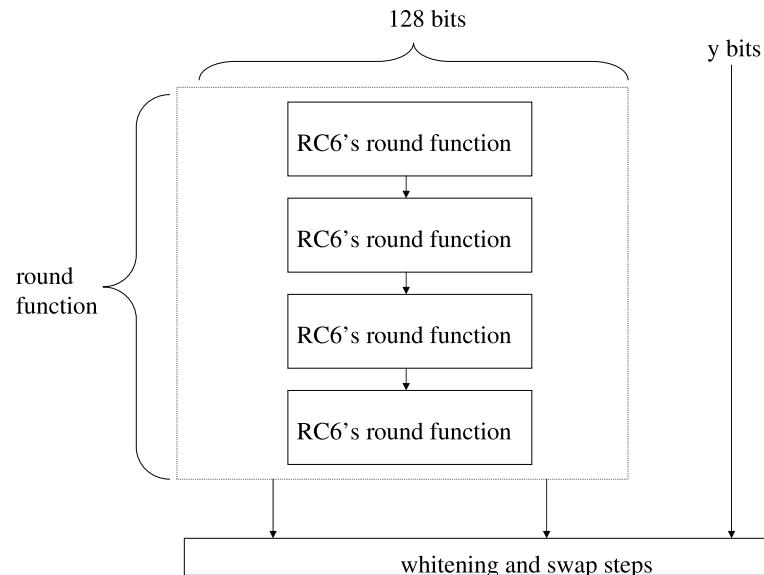 128 bits
y bits
RC6's round function
RC6's round function
round
function
RC6's round function
RC6's round function
whitening and swap steps